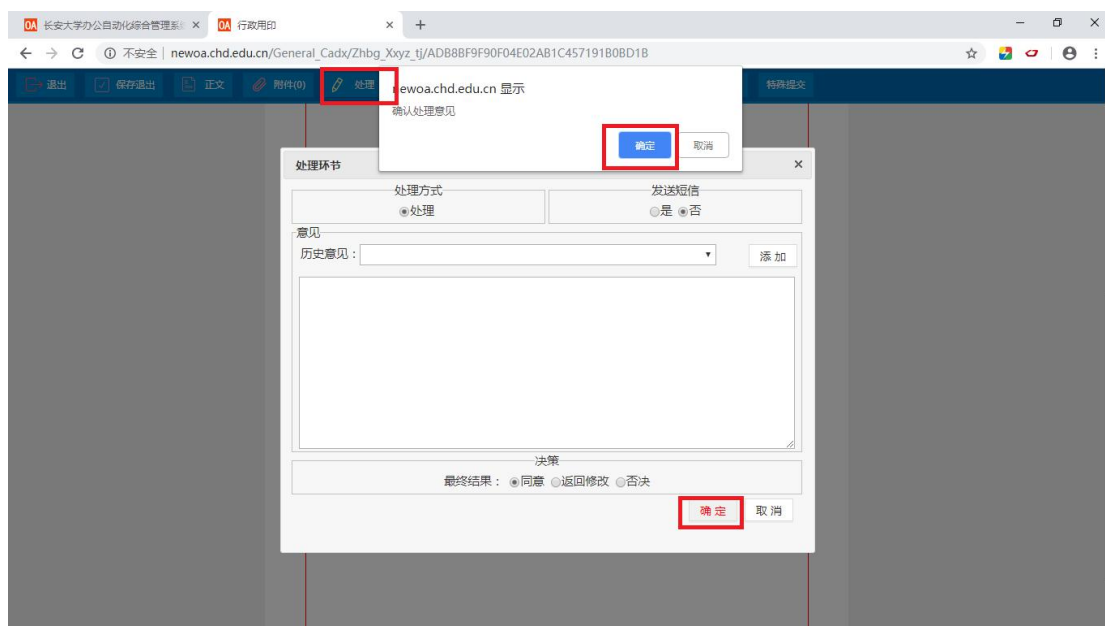 OA 长安大学办公自动化综合管理系
OA 行政用印
不安全 | newoa.chd.edu.cn/General_Cadx/Zhbg_Xxyz_tj/ADB8BF9F90F04E02AB1C457191B0BD1B
退出 保存退出 正文 附件(0) 处理 特殊提交
newoa.chd.edu.cn 显示
确认处理意见
确定 取消
处理环节
处理方式 发送短信
处理 是 否
意见
历史意见：
添 加
决策
最终结果： 同意 返回修改 否决
确 定 取 消